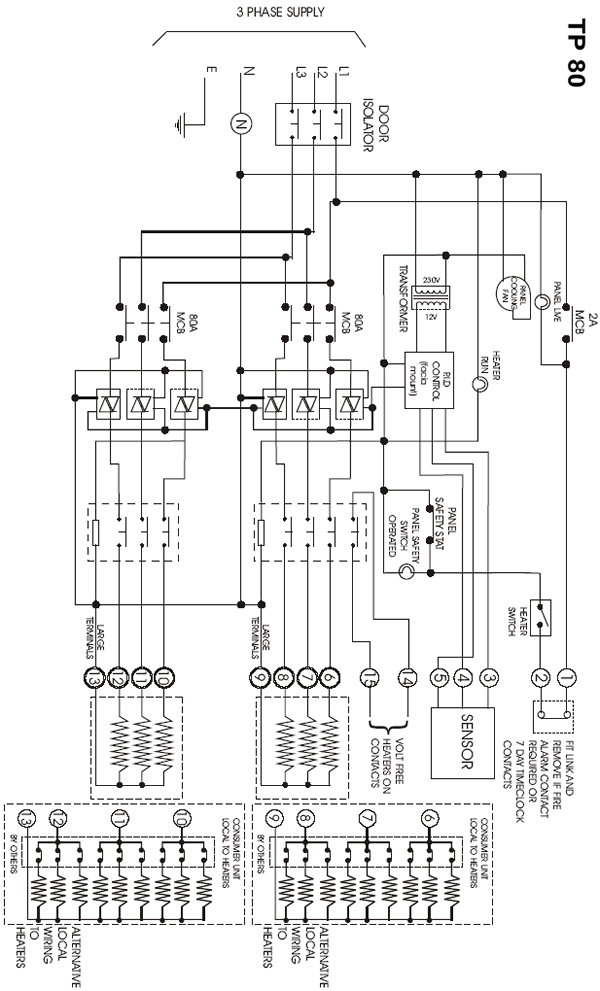 TP 80
3 PHASE SUPPLY
L1
L2
L3
N
E
DOOR
ISOLATOR
N
2A
MCB
PANEL LIVE
PANEL
COOLING
FAN
230V
12V
TRANSFORMER
80A
MCB
80A
MCB
HEATER
RUN
P.I.D
CONTROL
(facia
mount)
PANEL
SAFETY STAT
PANEL SAFETY
SWITCH
OPERATED
HEATER
SWITCH
LARGE
TERMINALS
LARGE
TERMINALS
1
2
3
4
5
14
15
6
7
8
9
10
11
12
13
FIT LINK AND
REMOVE IF FIRE
ALARM CONTACT
REQUIRED OR
7 DAY TIMECLOCK
CONTACTS
SENSOR
VOLT FREE
HEATERS ON
CONTACTS
CONSUMER UNIT
LOCAL TO HEATERS
6
7
8
9
BY OTHERS
ALTERNATIVE
LOCAL
WIRING
TO
HEATERS
CONSUMER UNIT
LOCAL TO HEATERS
10
11
12
13
BY OTHERS
ALTERNATIVE
LOCAL
WIRING
TO
HEATERS